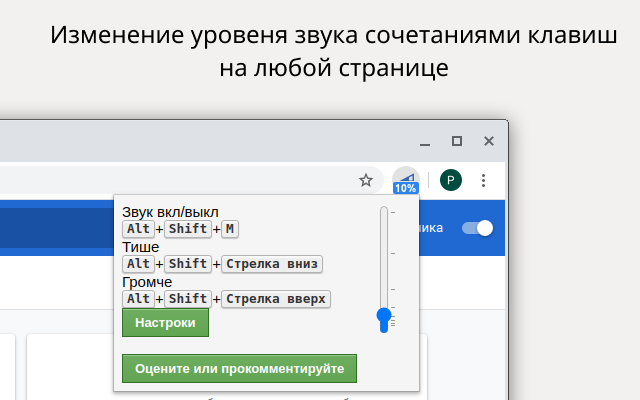 Изменение уровеня звука сочетаниями клавиш
на любой странице
P
10%
Звук вкл/выкл
Alt+Shift+M
Тише
Alt+Shift+Стрелка вниз
Громче
Alt+Shift+Стрелка вверх
Настроки
Оцените или прокомментируйте